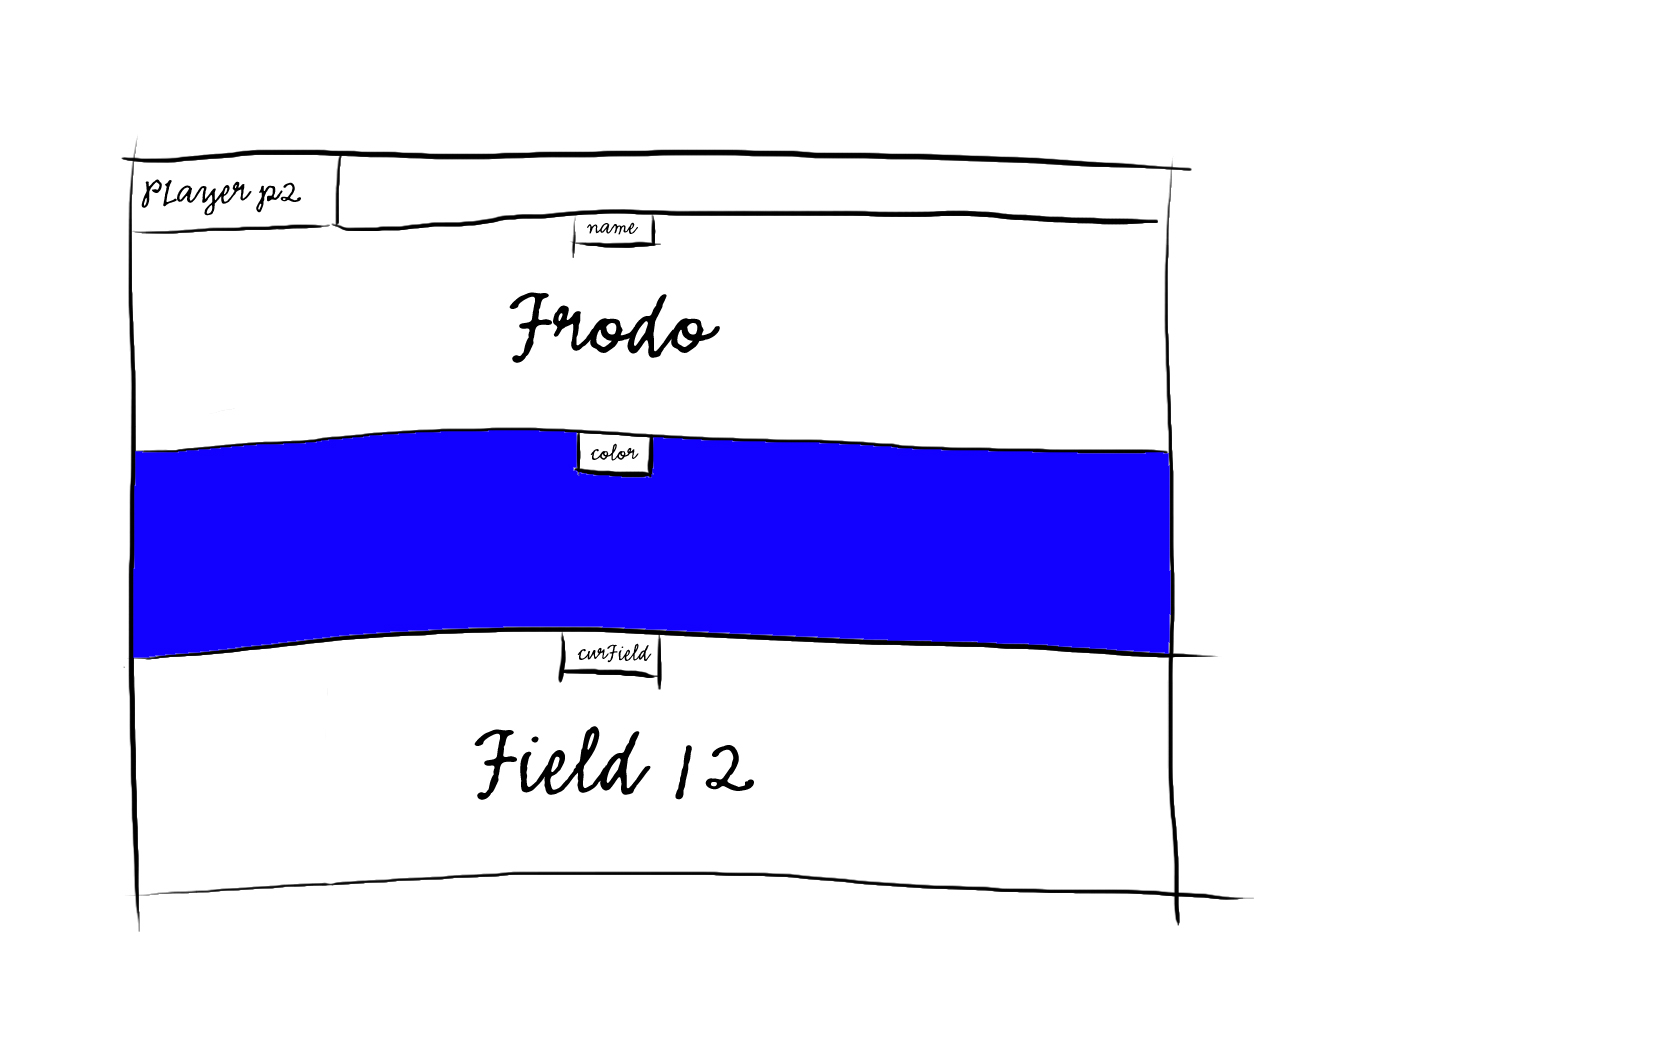 Player p2
name
Frodo
color
curField
Field 12